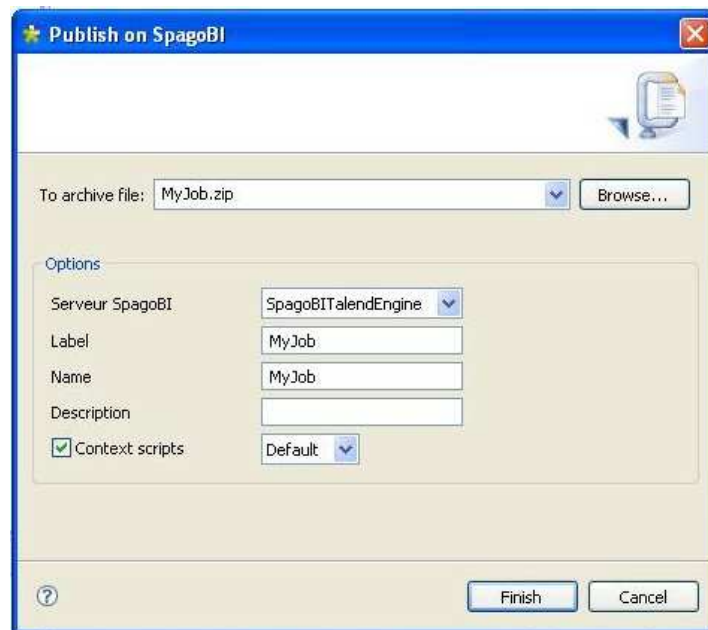 Publish on SpagoBI
To archive file: MyJob.zip Browse...
Options
Serveur SpagoBI SpagoBITalendEngine
Label MyJob
Name MyJob
Description
Context scripts Default
? Finish Cancel